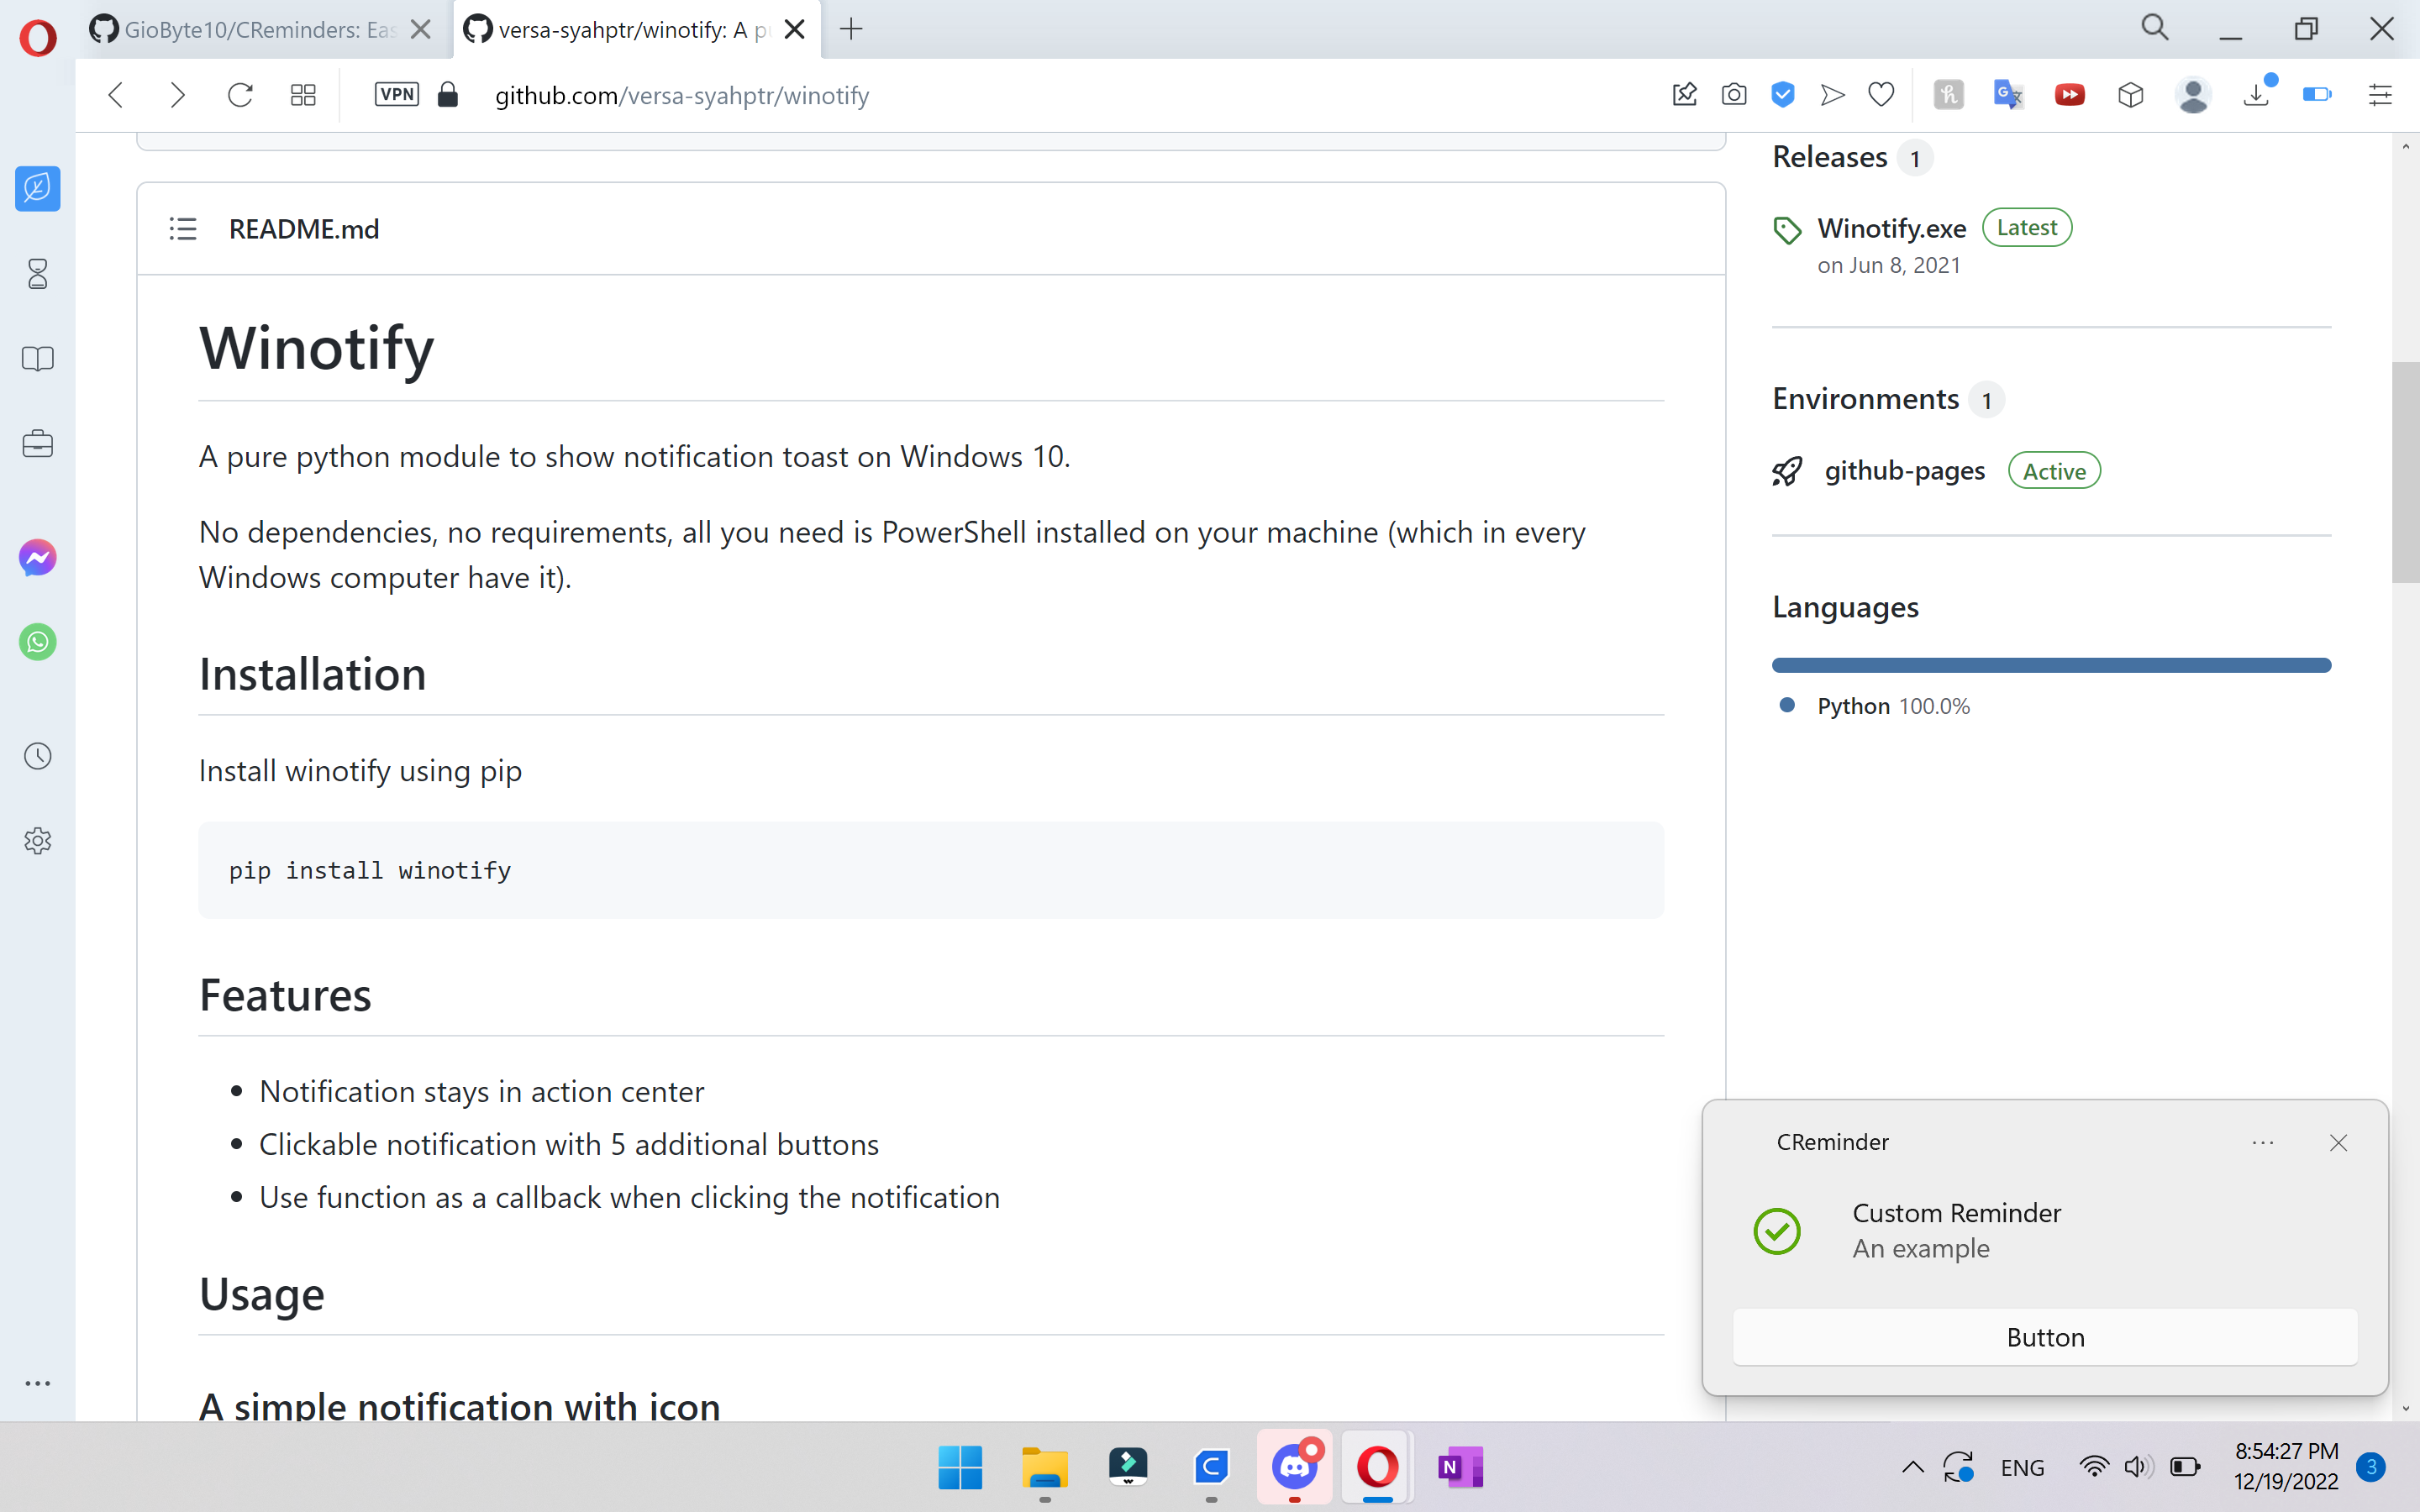 GioByte10/CReminders: Eas
versa-syahptr/winotify: A p
VPN
github.com/versa-syahptr/winotify
README.md
Winotify
A pure python module to show notification toast on Windows 10.
No dependencies, no requirements, all you need is PowerShell installed on your machine (which in every
Windows computer have it).
Installation
Install winotify using pip
pip install winotify
Features
Notification stays in action center
Clickable notification with 5 additional buttons
Use function as a callback when clicking the notification
Usage
A simple notification with icon
Releases 1
Winotify.exe Latest
on Jun 8, 2021
Environments 1
github-pages Active
Languages
Python 100.0%
CReminder
Custom Reminder
An example
Button
ENG
8:54:27 PM
12/19/2022
3